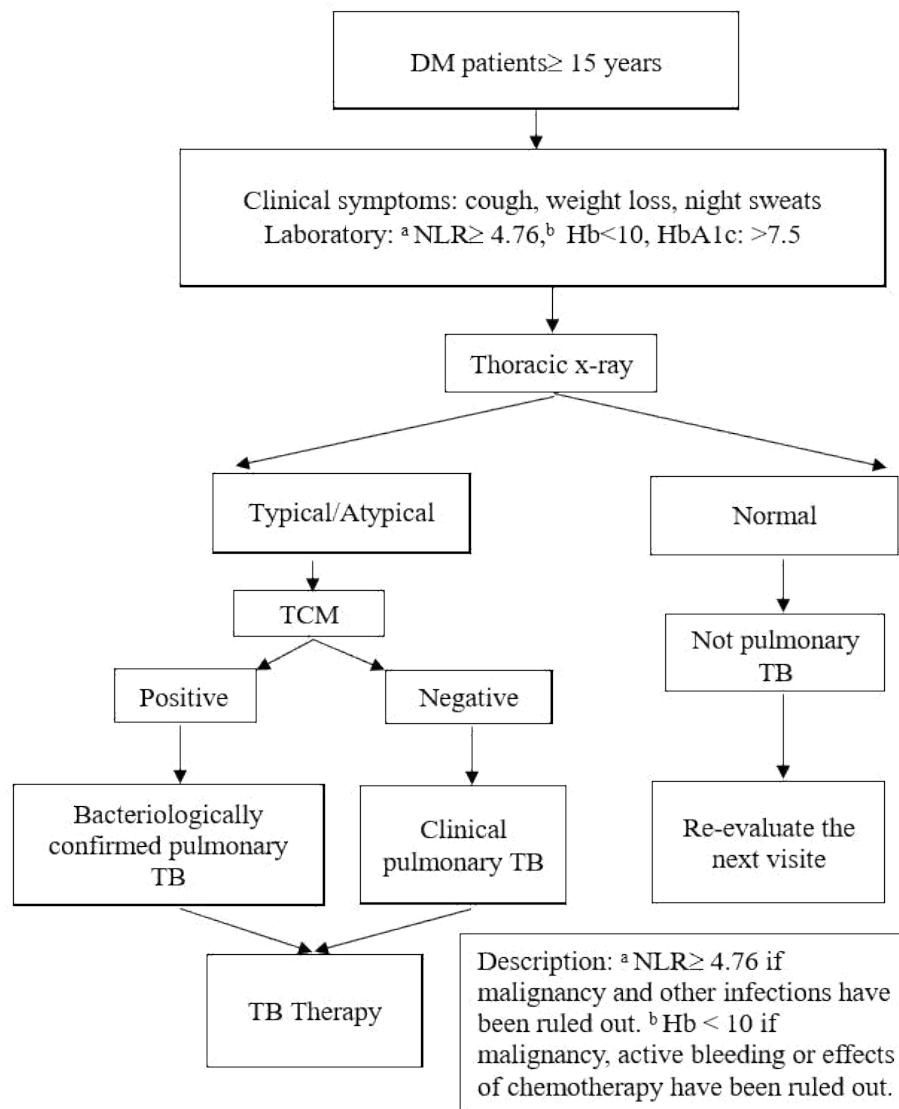 DM patients≥ 15 years
Clinical symptoms: cough, weight loss, night sweats
Laboratory: ᵃ NLR≥ 4.76,ᵇ Hb<10, HbA1c: >7.5
Thoracic x-ray
Typical/Atypical
Normal
TCM
Not pulmonary
TB
Positive
Negative
Bacteriologically
confirmed pulmonary
TB
Clinical
pulmonary TB
Re-evaluate the
next visite
TB Therapy
Description: ᵃ NLR≥ 4.76 if
malignancy and other infections have
been ruled out. ᵇ Hb < 10 if
malignancy, active bleeding or effects
of chemotherapy have been ruled out.